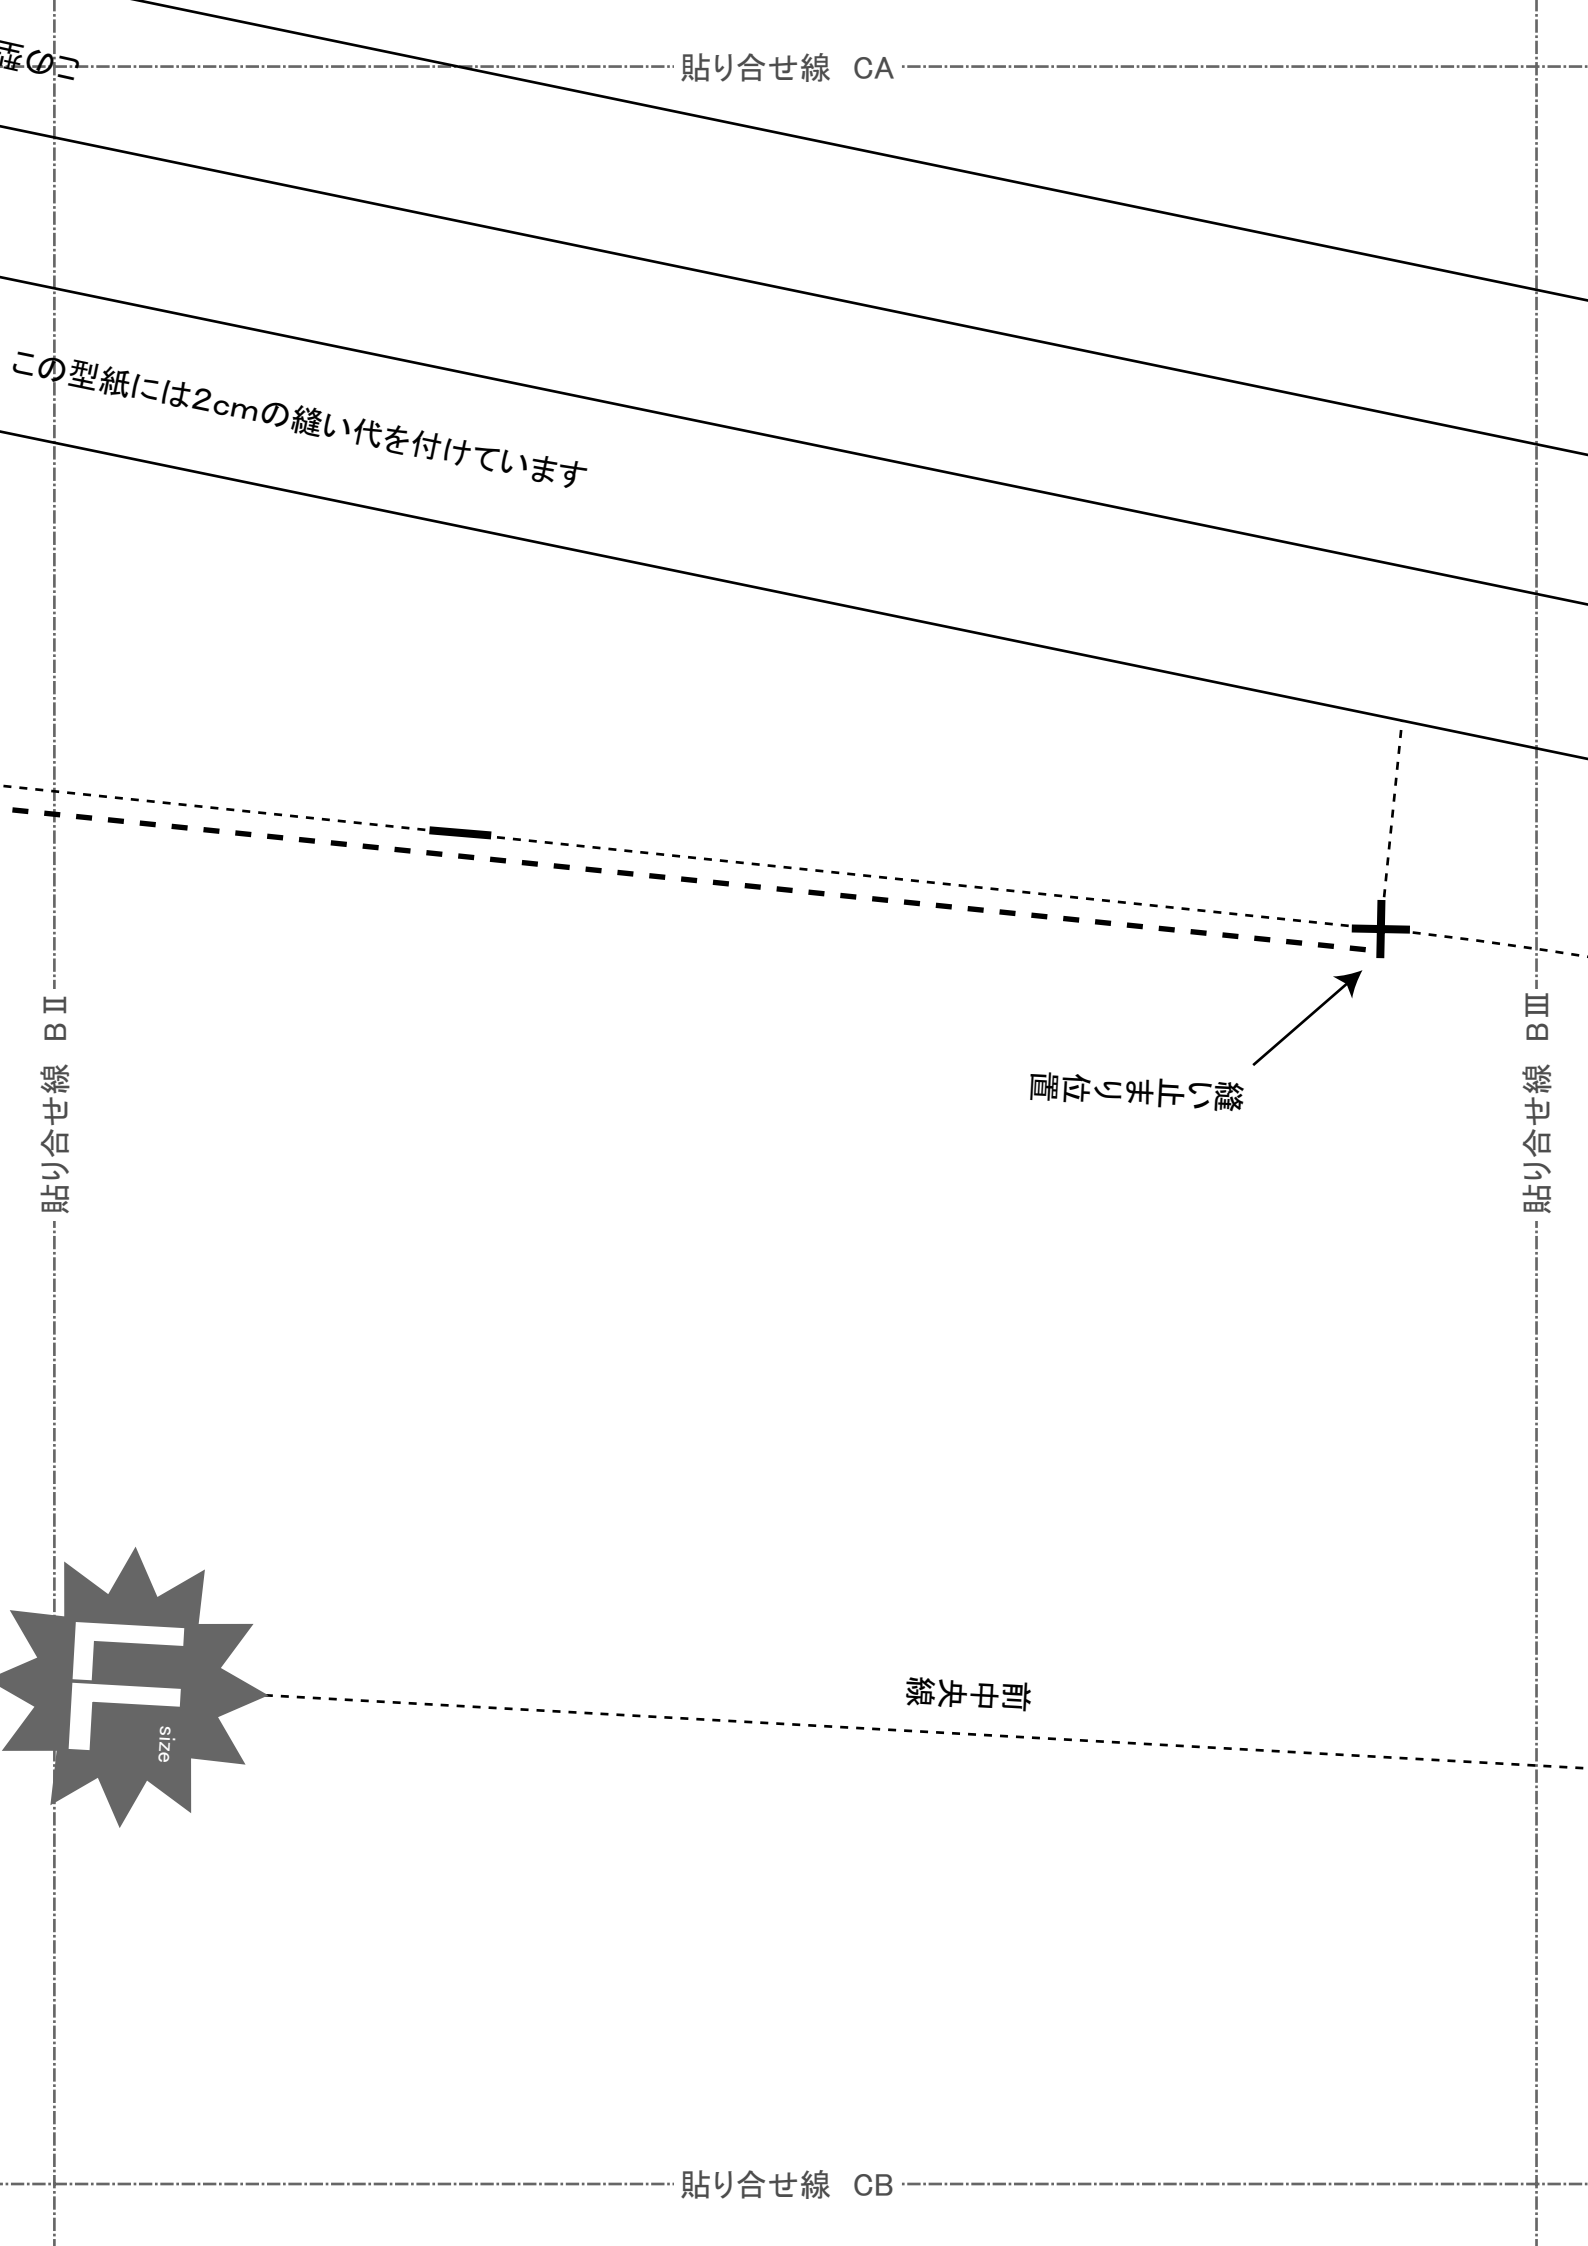 この型
貼り合せ線 CA
この型紙には2cmの縫い代を付けています
貼り合せ線 BⅡ
貼り合せ線 BⅢ
縫い止まり位置
LL
size
前中央線
貼り合せ線 CB